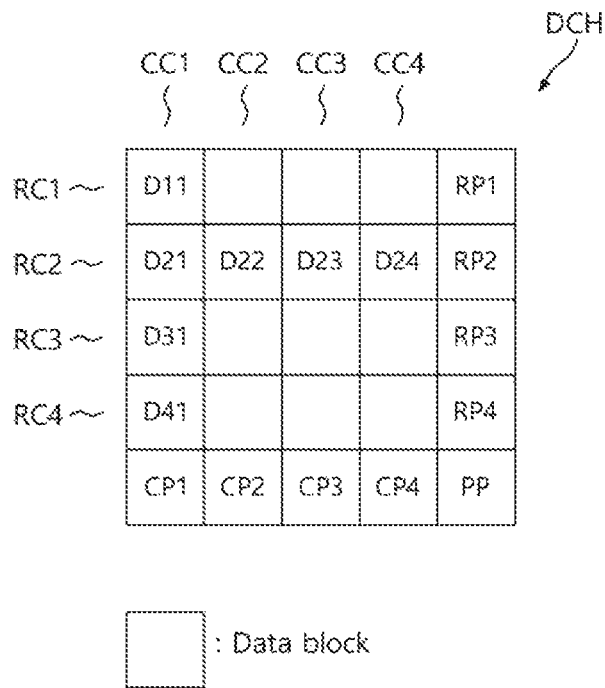 DCH
CC1 CC2 CC3 CC4
RC1 D11 RP1
RC2 D21 D22 D23 D24 RP2
RC3 D31 RP3
RC4 D41 RP4
CP1 CP2 CP3 CP4 PP
: Data block